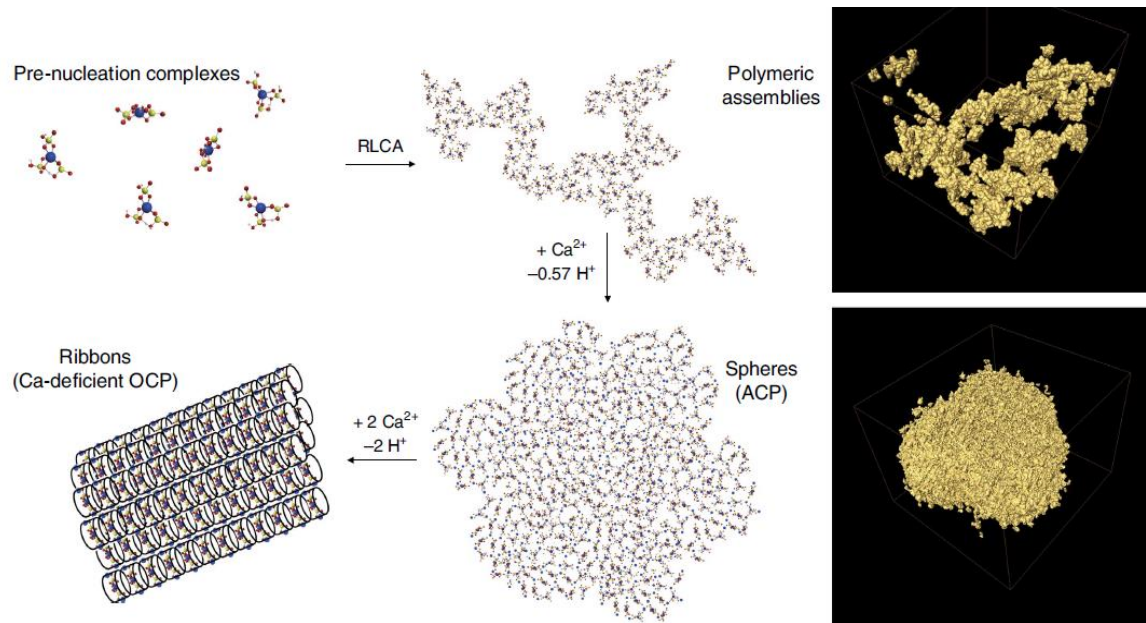 Pre-nucleation complexes
RLCA
Polymeric
assemblies
+ Ca²⁺
–0.57 H⁺
Spheres
(ACP)
+ 2 Ca²⁺
–2 H⁺
Ribbons
(Ca-deficient OCP)